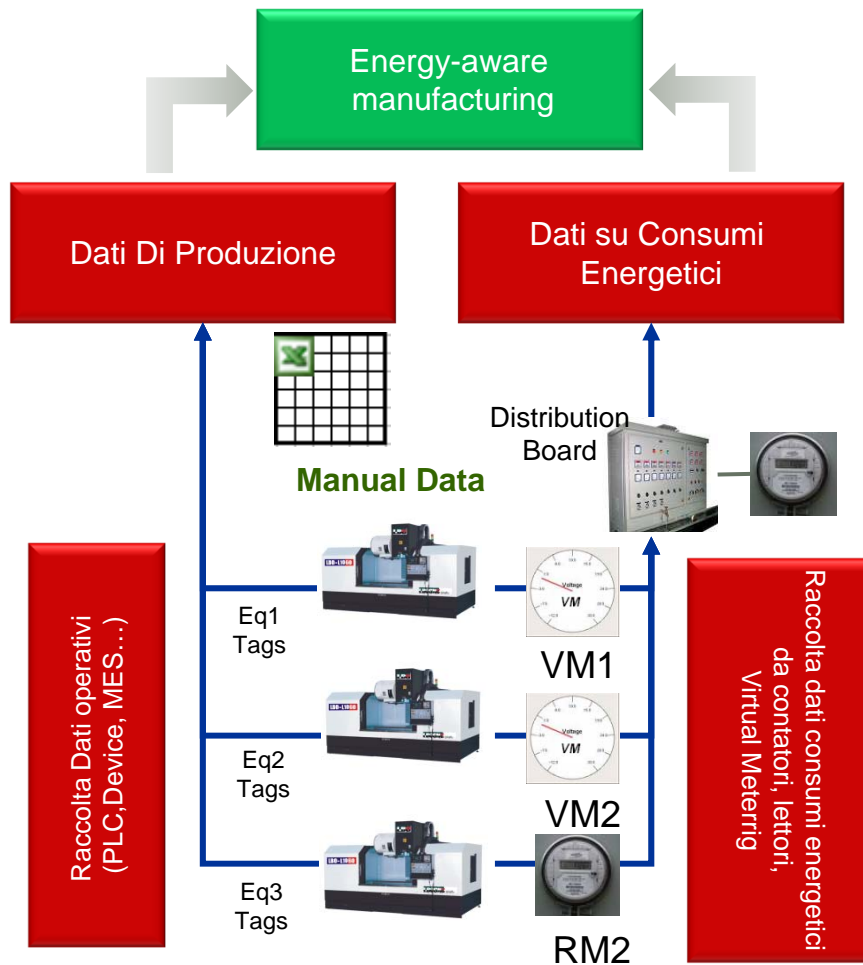 Energy-aware
manufacturing
Dati Di Produzione
Dati su Consumi
Energetici
Distribution
Board
Manual Data
Raccolta Dati operativi
(PLC,Device, MES…)
Eq1
Tags
VM1
Eq2
Tags
VM2
Eq3
Tags
RM2
Raccolta dati consumi energetici
da contatori, lettori,
Virtual Meterrig
Voltage
VM
Voltage
VM